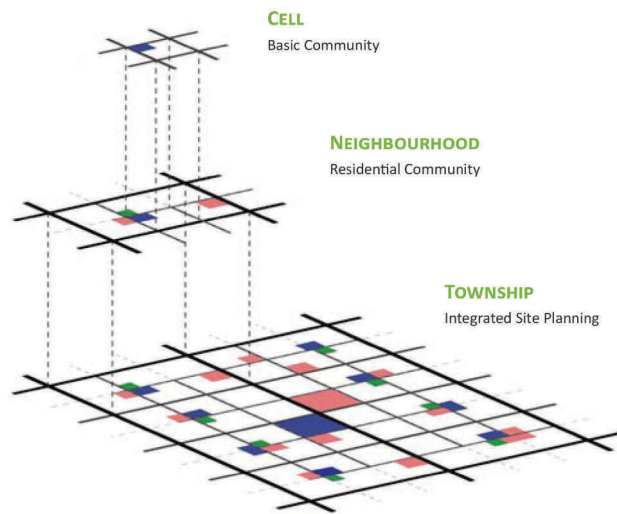 CELL
Basic Community
NEIGHBOURHOOD
Residential Community
TOWNSHIP
Integrated Site Planning